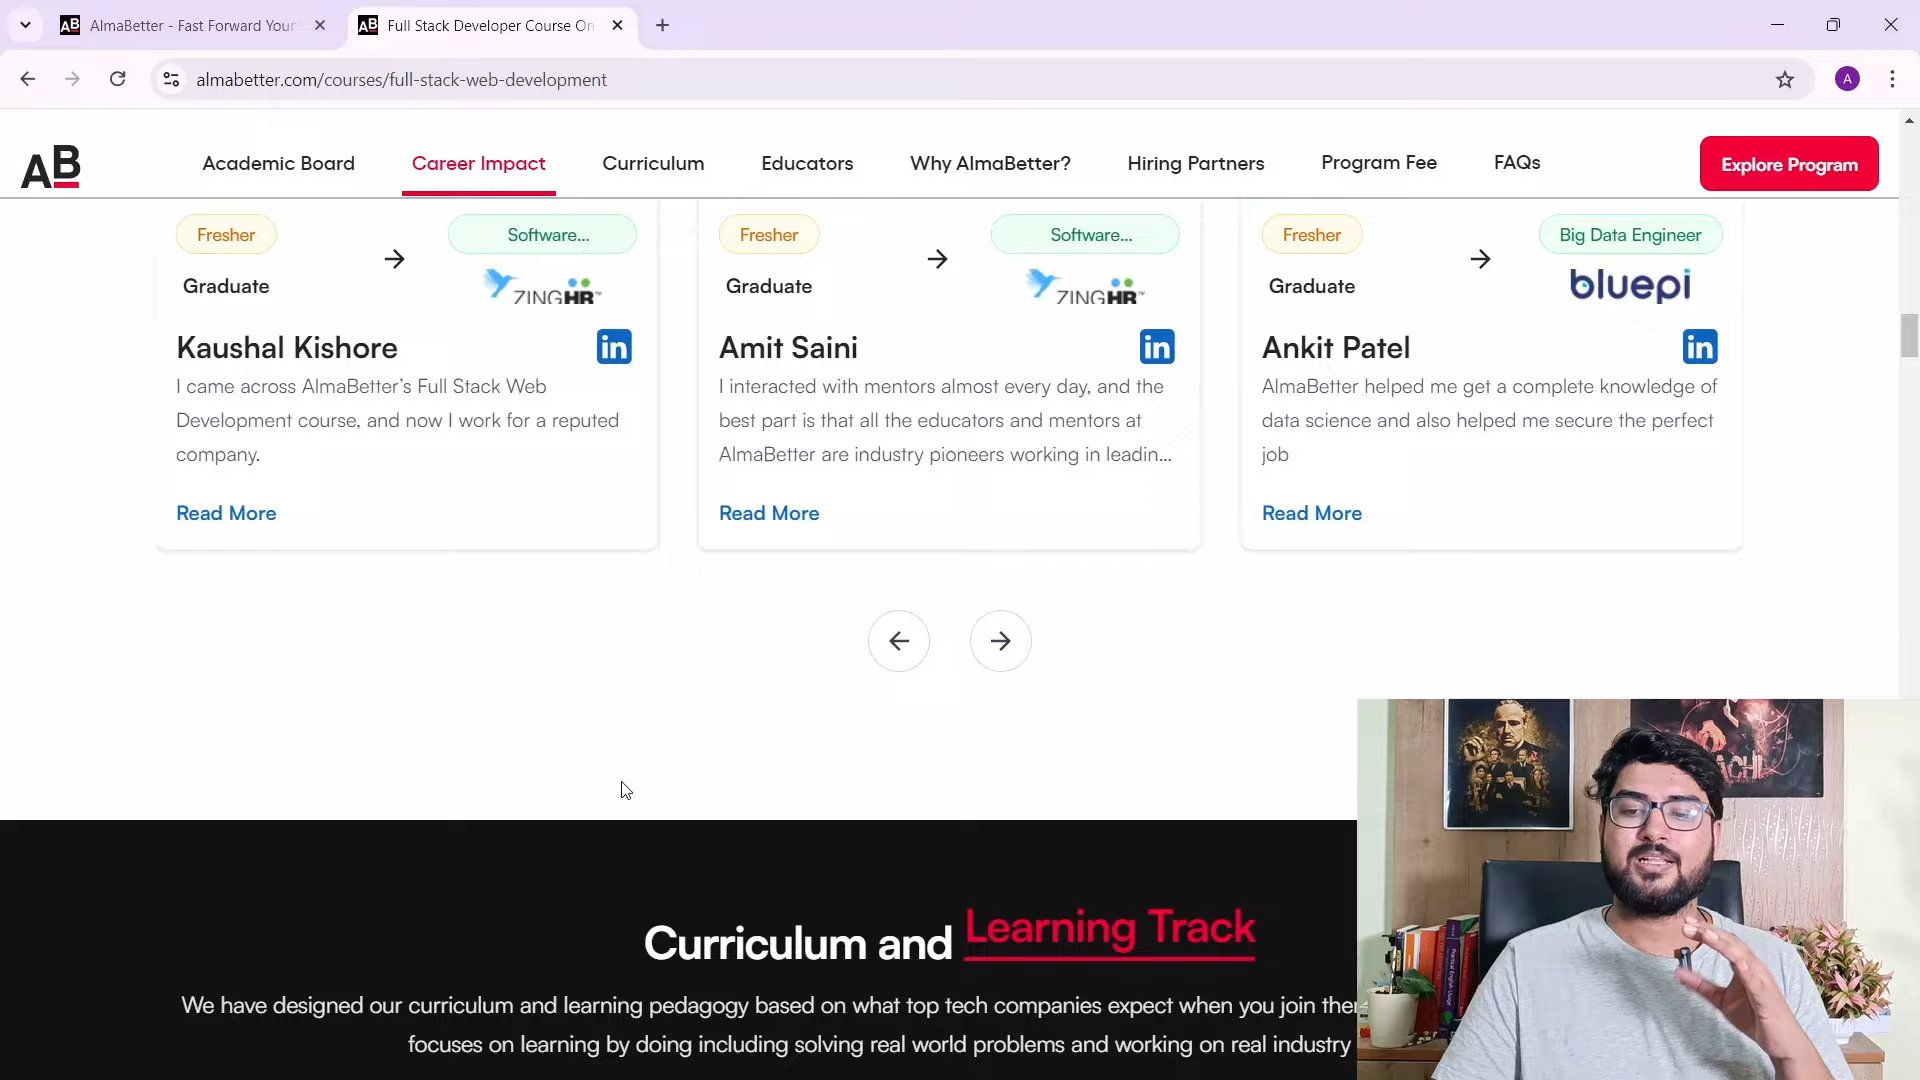 AB AlmaBetter - Fast Forward Your
AB Full Stack Developer Course On
almabetter.com/courses/full-stack-web-development
A
AB
Academic Board
Career Impact
Curriculum
Educators
Why AlmaBetter?
Hiring Partners
Program Fee
FAQs
Explore Program
Fresher
Software...
Graduate
ZINGHR
Kaushal Kishore
in
I came across AlmaBetter’s Full Stack Web
Development course, and now I work for a reputed
company.
Read More
Fresher
Software...
Graduate
ZINGHR
Amit Saini
in
I interacted with mentors almost every day, and the
best part is that all the educators and mentors at
AlmaBetter are industry pioneers working in leadin...
Read More
Fresher
Big Data Engineer
Graduate
bluepi
Ankit Patel
in
AlmaBetter helped me get a complete knowledge of
data science and also helped me secure the perfect
job
Read More
Curriculum and Learning Track
We have designed our curriculum and learning pedagogy based on what top tech companies expect when you join
focuses on learning by doing including solving real world problems and working on real industry